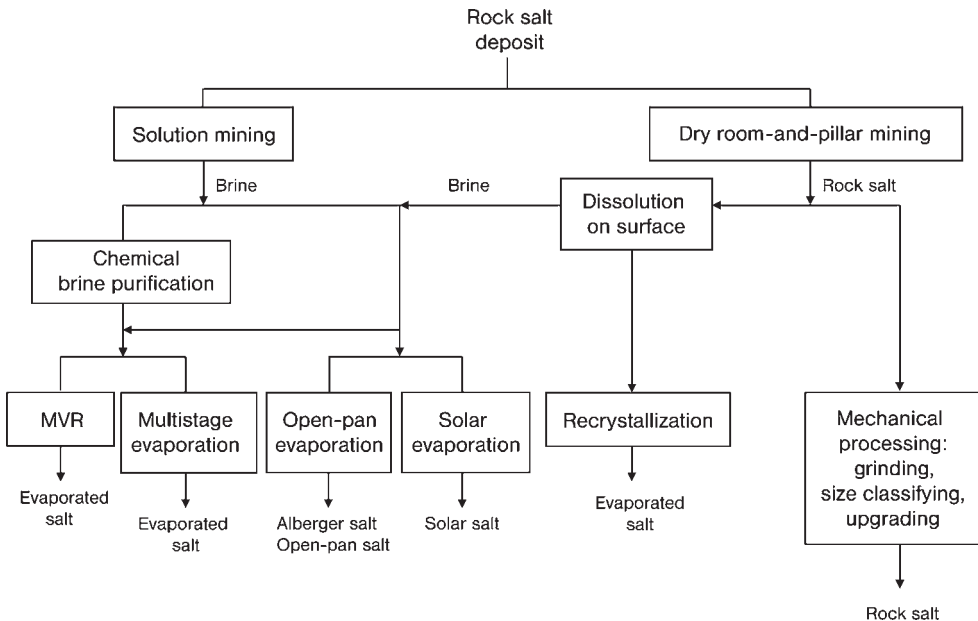 Rock salt
deposit
Solution mining
Dry room-and-pillar mining
Brine
Brine
Rock salt
Dissolution
on surface
Chemical
brine purification
MVR
Multistage
evaporation
Open-pan
evaporation
Solar
evaporation
Recrystallization
Mechanical
processing:
grinding,
size classifying,
upgrading
Evaporated
salt
Evaporated
salt
Alberger salt
Open-pan salt
Solar salt
Evaporated
salt
Rock salt